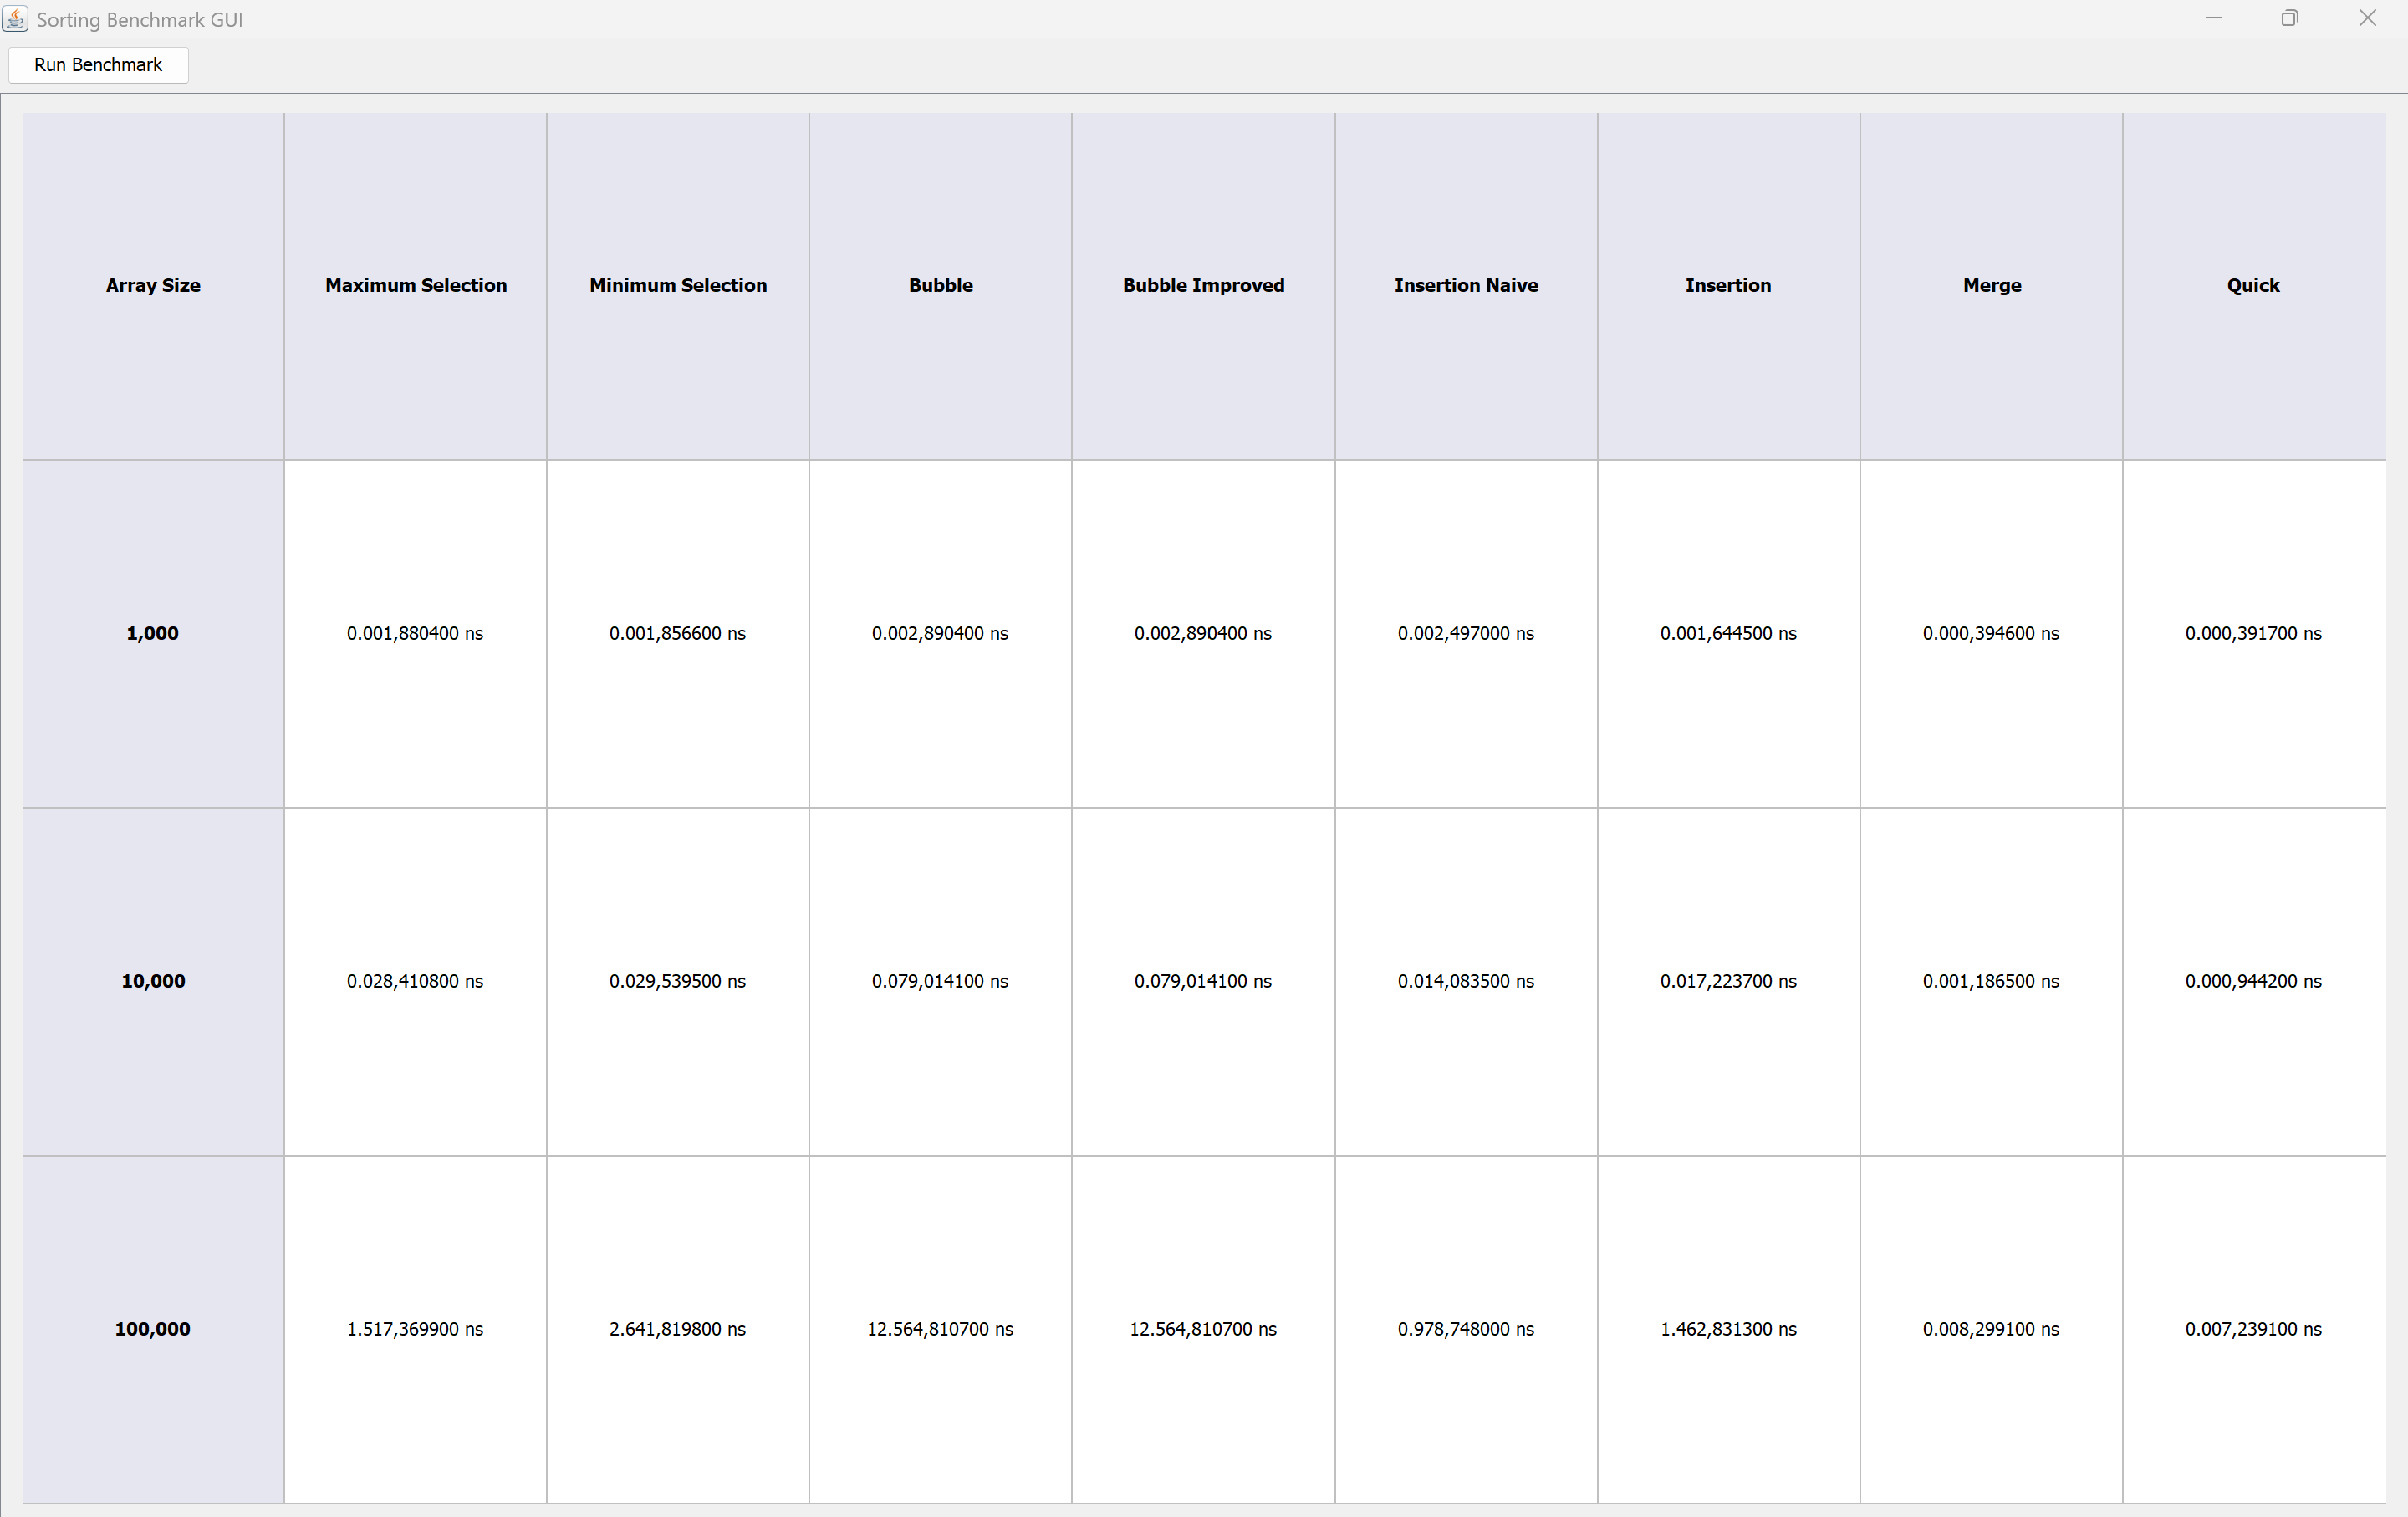 Sorting Benchmark GUI
Run Benchmark
Array Size Maximum Selection Minimum Selection Bubble Bubble Improved Insertion Naive Insertion Merge Quick
1,000 0.001,880400 ns 0.001,856600 ns 0.002,890400 ns 0.002,890400 ns 0.002,497000 ns 0.001,644500 ns 0.000,394600 ns 0.000,391700 ns
10,000 0.028,410800 ns 0.029,539500 ns 0.079,014100 ns 0.079,014100 ns 0.014,083500 ns 0.017,223700 ns 0.001,186500 ns 0.000,944200 ns
100,000 1.517,369900 ns 2.641,819800 ns 12.564,810700 ns 12.564,810700 ns 0.978,748000 ns 1.462,831300 ns 0.008,299100 ns 0.007,239100 ns